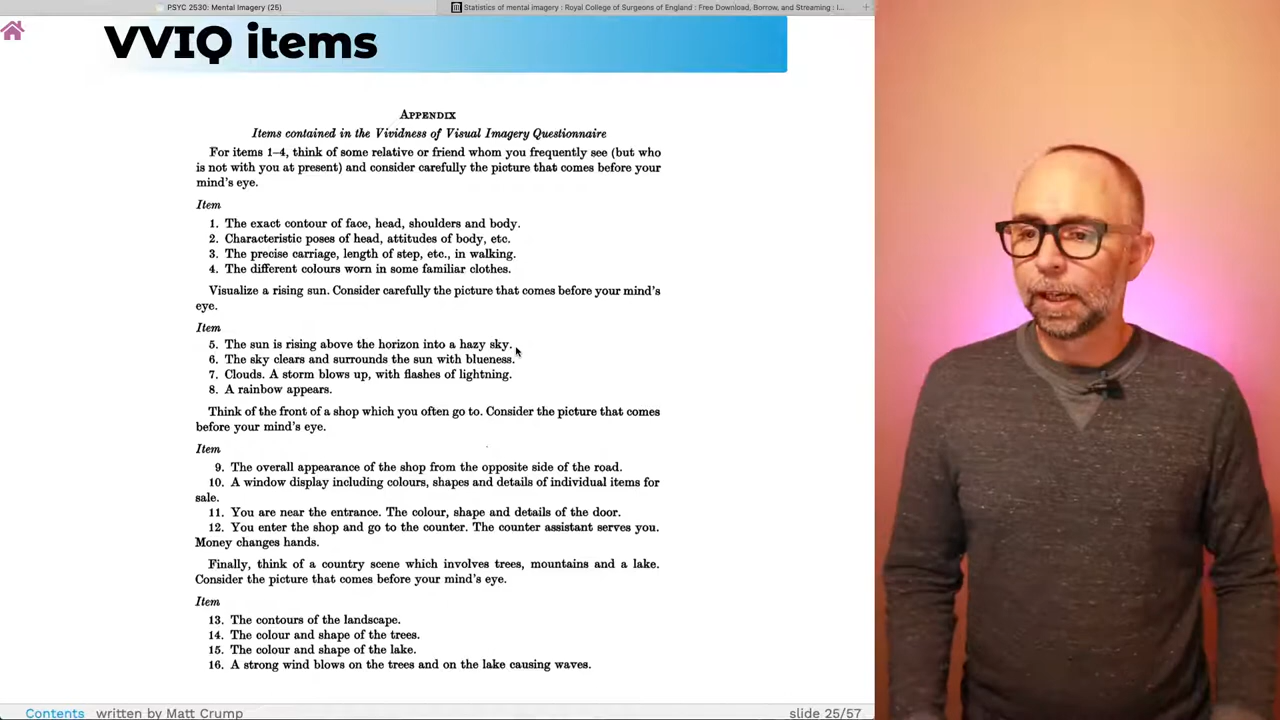 PSYC 2530: Mental Imagery (25)
Statistics of mental imagery : Royal College of Surgeons of England : Free Download, Borrow, and Streaming : I...
VVIQ items
APPENDIX
Items contained in the Vividness of Visual Imagery Questionnaire
For items 1–4, think of some relative or friend whom you frequently see (but who
is not with you at present) and consider carefully the picture that comes before your
mind's eye.
Item
1. The exact contour of face, head, shoulders and body.
2. Characteristic poses of head, attitudes of body, etc.
3. The precise carriage, length of step, etc., in walking.
4. The different colours worn in some familiar clothes.
Visualize a rising sun. Consider carefully the picture that comes before your mind's
eye.
Item
5. The sun is rising above the horizon into a hazy sky.
6. The sky clears and surrounds the sun with blueness.
7. Clouds. A storm blows up, with flashes of lightning.
8. A rainbow appears.
Think of the front of a shop which you often go to. Consider the picture that comes
before your mind's eye.
Item
9. The overall appearance of the shop from the opposite side of the road.
10. A window display including colours, shapes and details of individual items for
sale.
11. You are near the entrance. The colour, shape and details of the door.
12. You enter the shop and go to the counter. The counter assistant serves you.
Money changes hands.
Finally, think of a country scene which involves trees, mountains and a lake.
Consider the picture that comes before your mind's eye.
Item
13. The contours of the landscape.
14. The colour and shape of the trees.
15. The colour and shape of the lake.
16. A strong wind blows on the trees and on the lake causing waves.
Contents written by Matt Crump
slide 25/57